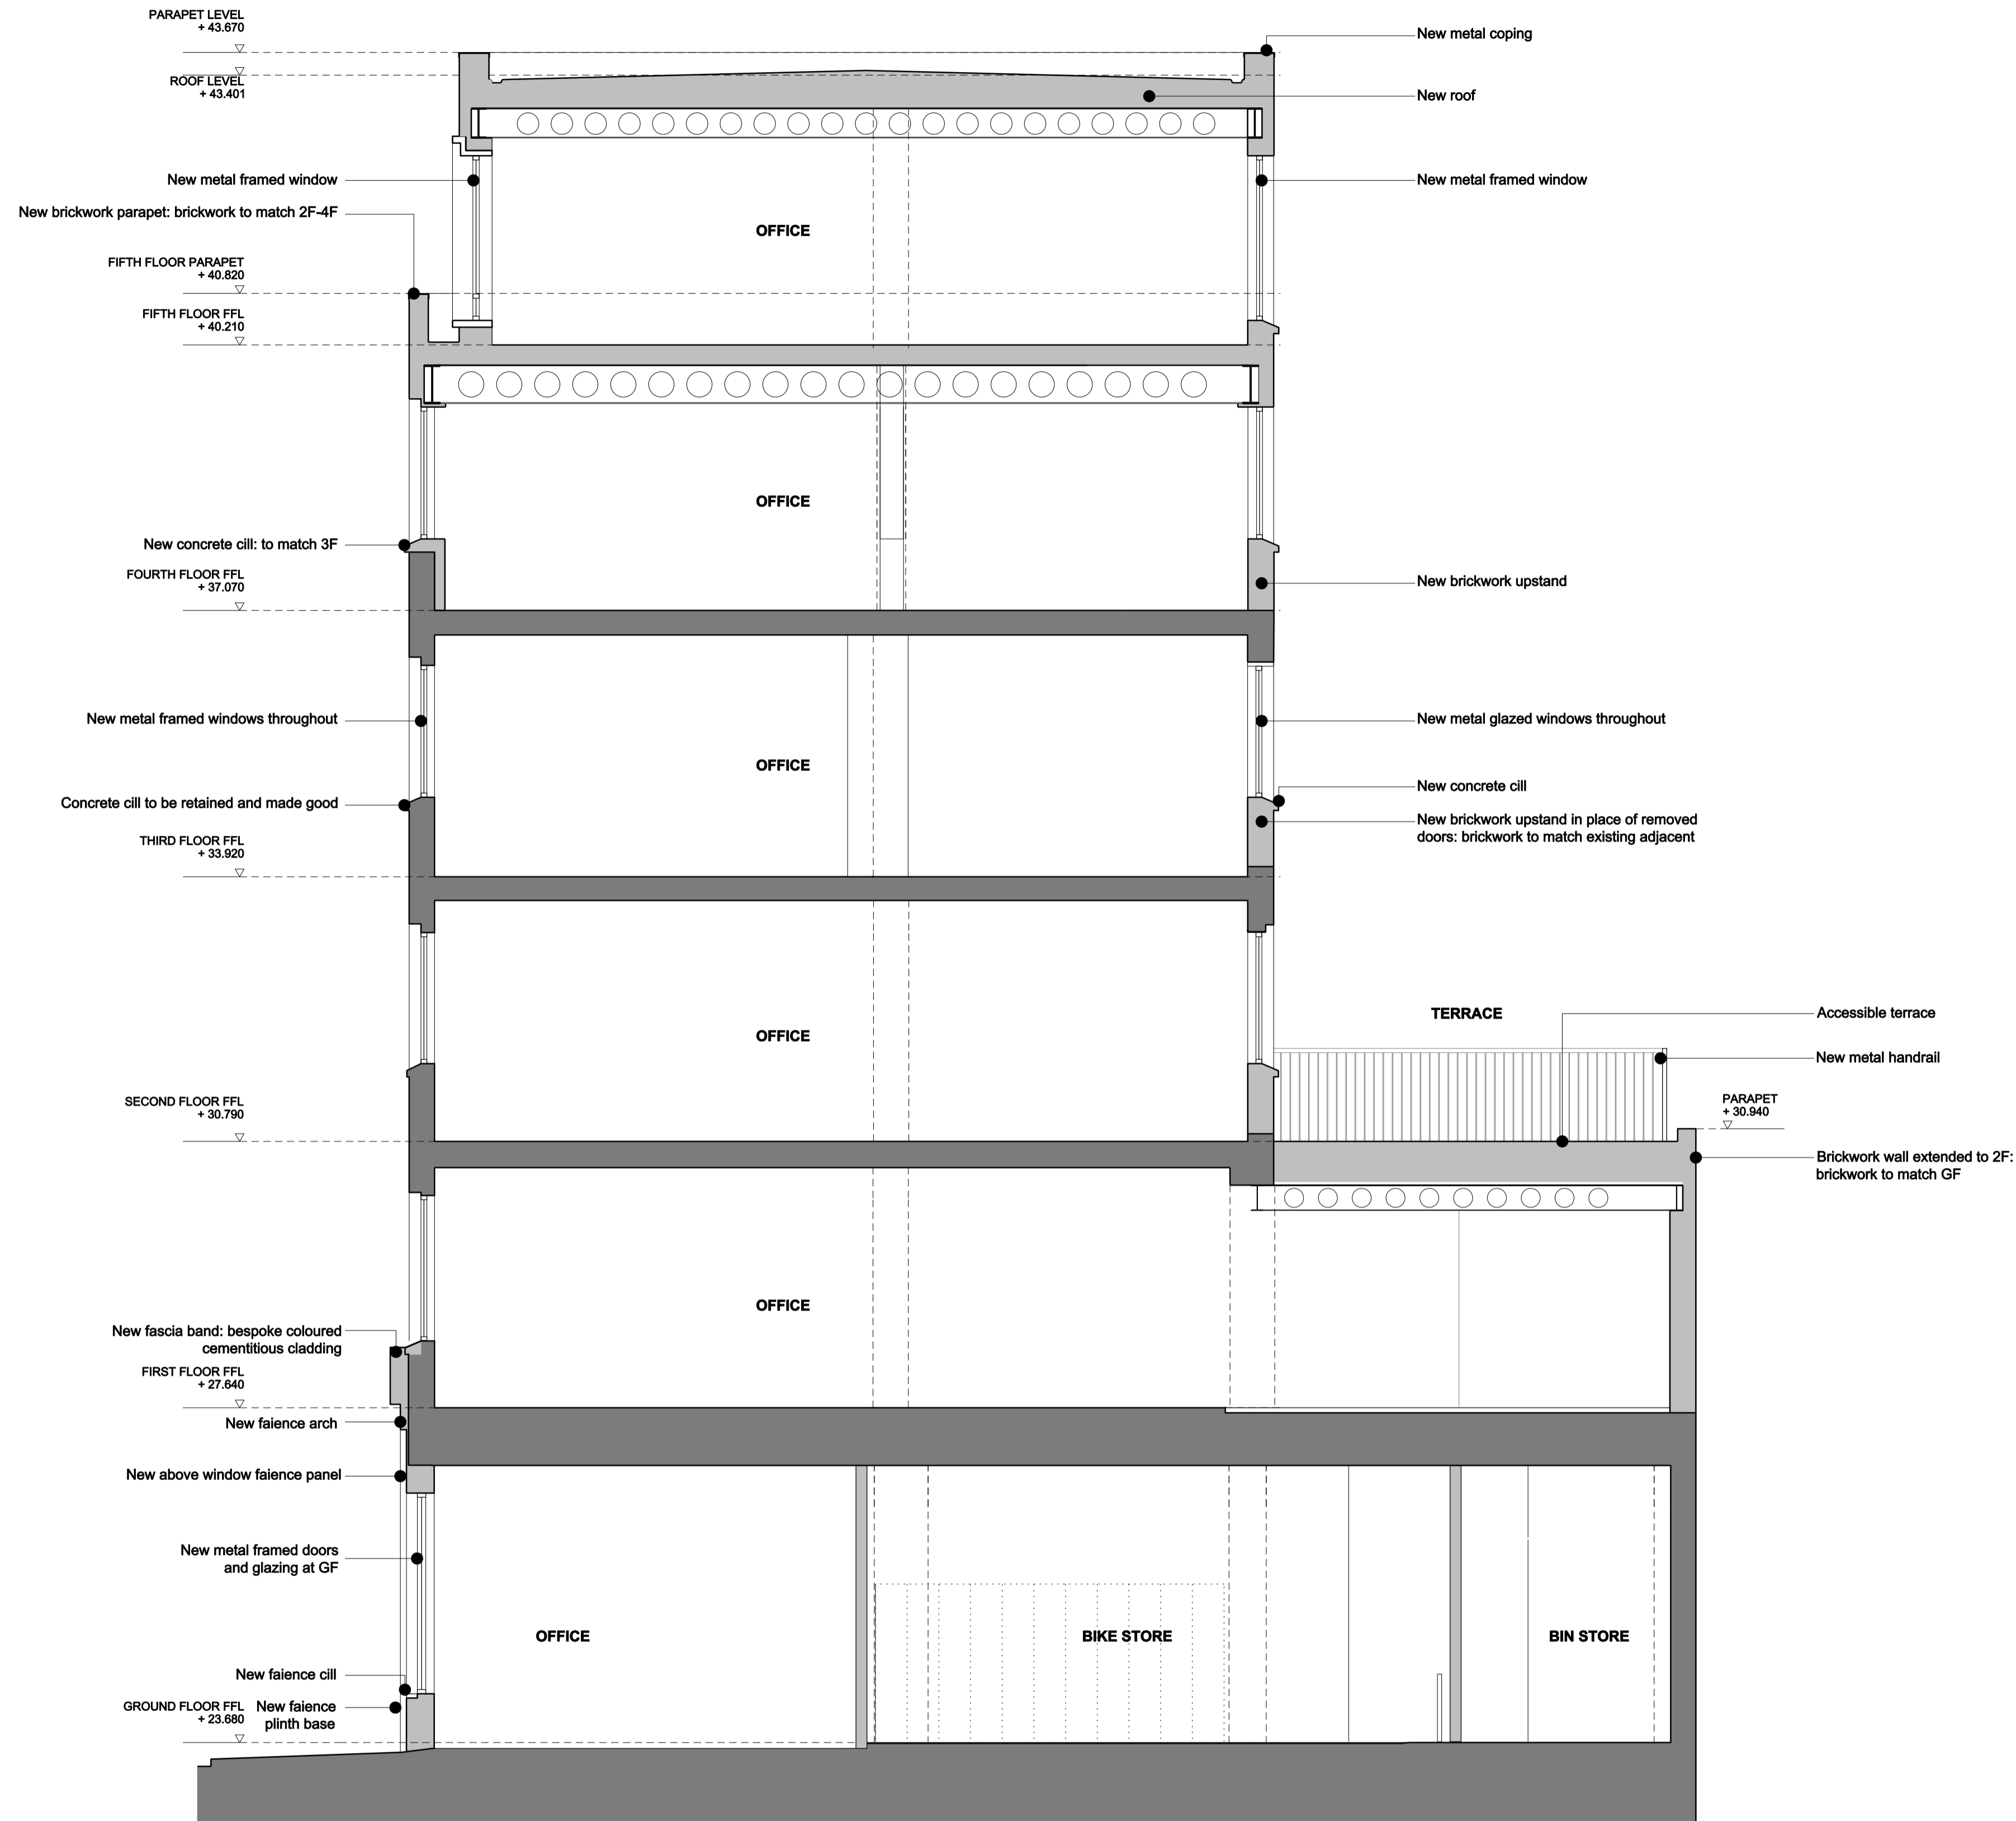 PARAPET LEVEL
+ 43.670
New metal coping
ROOF LEVEL
+ 43.401
New roof
New metal framed window
New metal framed window
New brickwork parapet: brickwork to match 2F-4F
OFFICE
FIFTH FLOOR PARAPET
+ 40.820
FIFTH FLOOR FFL
+ 40.210
OFFICE
New concrete cill: to match 3F
FOURTH FLOOR FFL
+ 37.070
New brickwork upstand
New metal framed windows throughout
New metal glazed windows throughout
OFFICE
New concrete cill
Concrete cill to be retained and made good
New brickwork upstand in place of removed
doors: brickwork to match existing adjacent
THIRD FLOOR FFL
+ 33.920
TERRACE
Accessible terrace
OFFICE
New metal handrail
SECOND FLOOR FFL
+ 30.790
PARAPET
+ 30.940
Brickwork wall extended to 2F:
brickwork to match GF
OFFICE
New fascia band: bespoke coloured
cementitious cladding
FIRST FLOOR FFL
+ 27.640
New faience arch
New above window faience panel
New metal framed doors
and glazing at GF
OFFICE
BIKE STORE
BIN STORE
New faience cill
GROUND FLOOR FFL
+ 23.680
New faience
plinth base